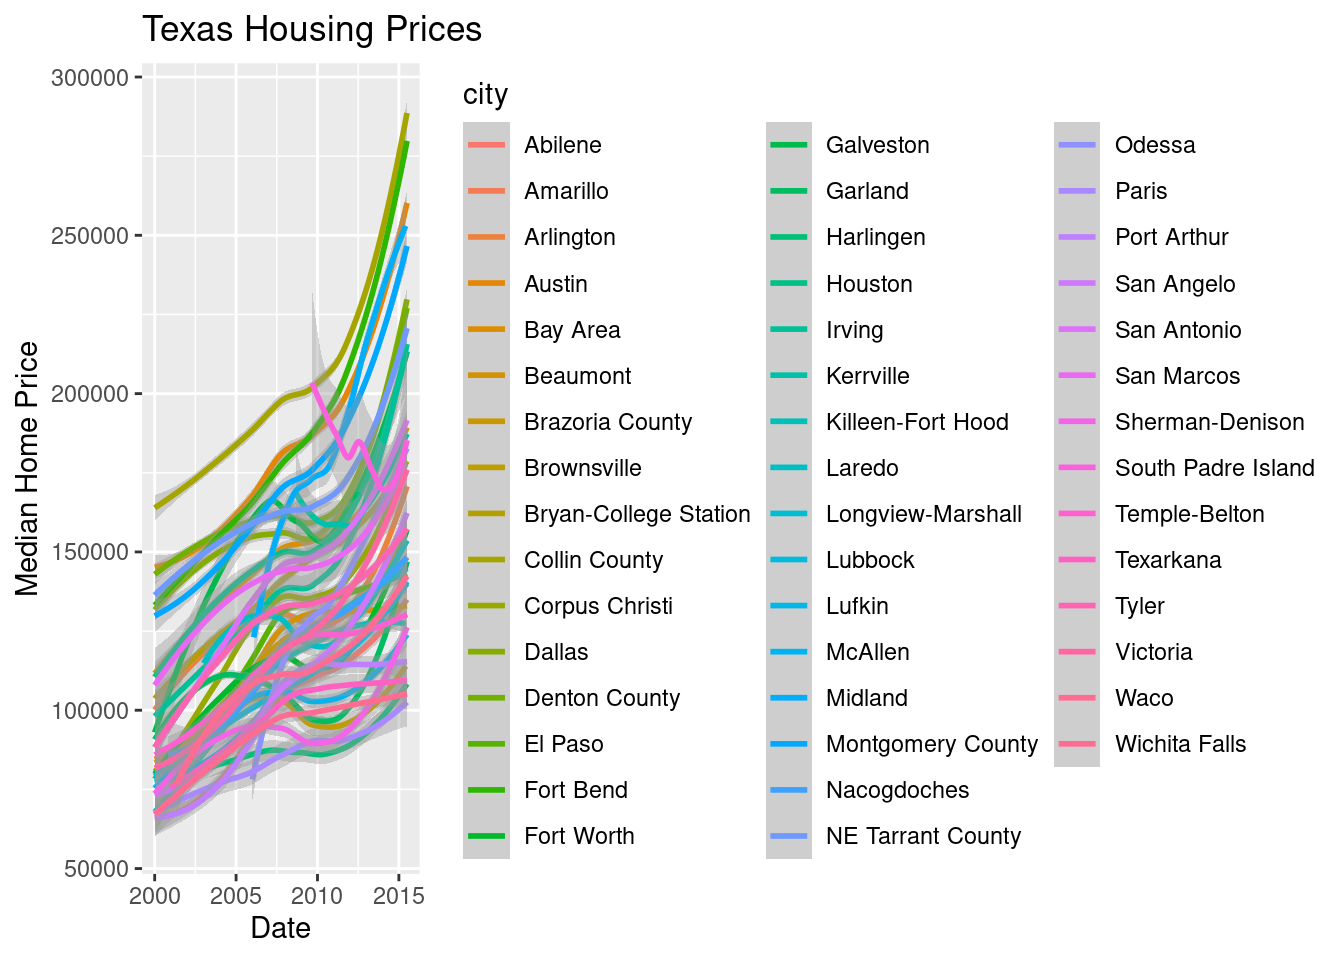 Texas Housing Prices
Median Home Price
300000
250000
200000
150000
100000
50000
2000 2005 2010 2015
Date
city
Abilene
Amarillo
Arlington
Austin
Bay Area
Beaumont
Brazoria County
Brownsville
Bryan-College Station
Collin County
Corpus Christi
Dallas
Denton County
El Paso
Fort Bend
Fort Worth
Galveston
Garland
Harlingen
Houston
Irving
Kerrville
Killeen-Fort Hood
Laredo
Longview-Marshall
Lubbock
Lufkin
McAllen
Midland
Montgomery County
Nacogdoches
NE Tarrant County
Odessa
Paris
Port Arthur
San Angelo
San Antonio
San Marcos
Sherman-Denison
South Padre Island
Temple-Belton
Texarkana
Tyler
Victoria
Waco
Wichita Falls